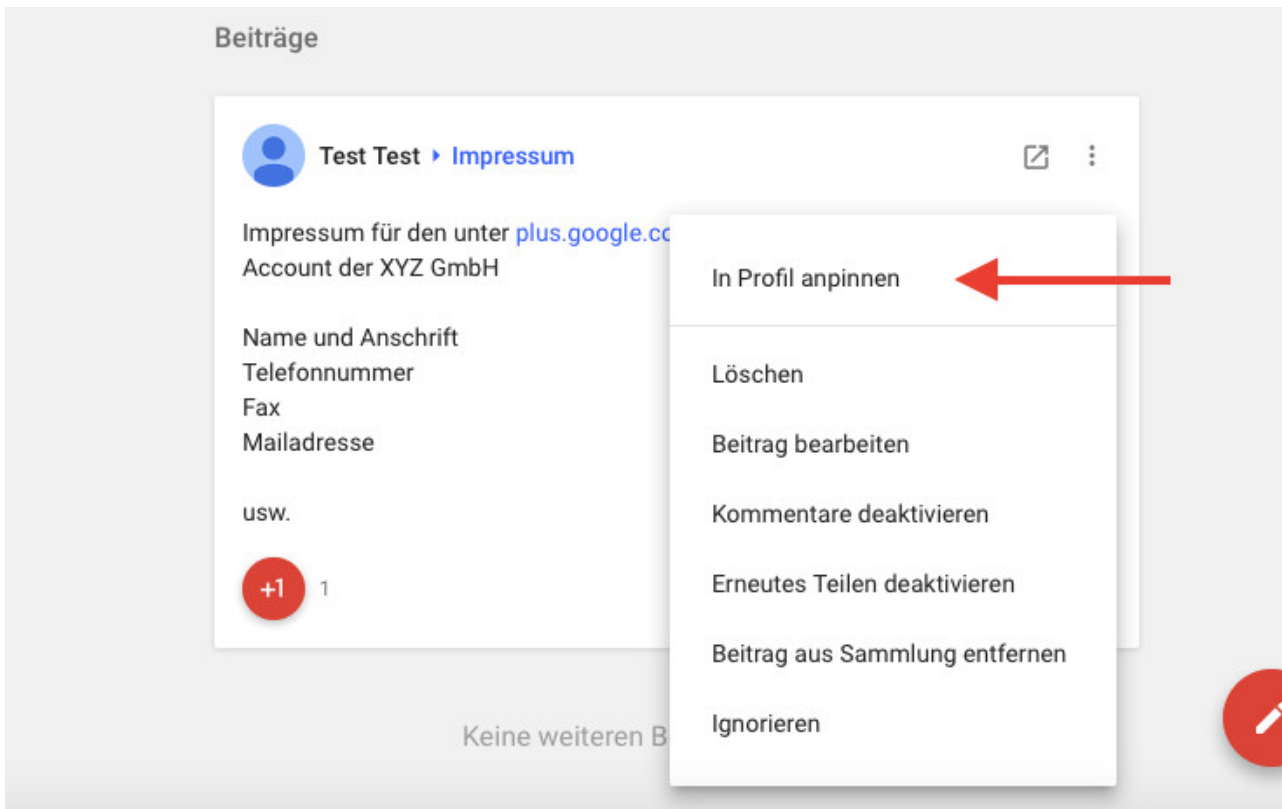 Beiträge
Test Test Impressum
Impressum für den unter plus.google.co
Account der XYZ GmbH
In Profil anpinnen
Name und Anschrift
Telefonnummer
Fax
Mailadresse
usw.
+1 1
Löschen
Beitrag bearbeiten
Kommentare deaktivieren
Erneutes Teilen deaktivieren
Beitrag aus Sammlung entfernen
Ignorieren
Keine weiteren B